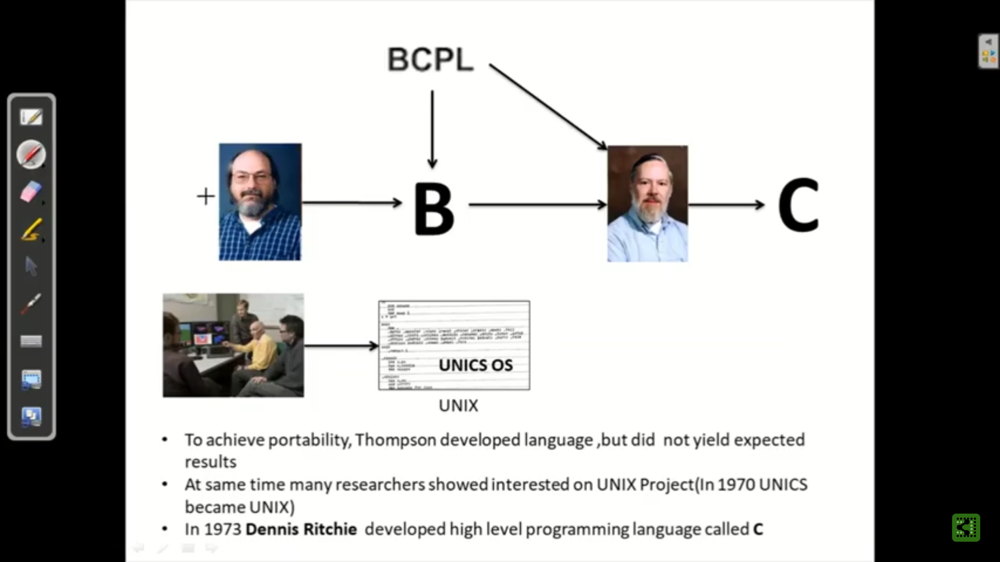 BCPL
B
C
UNICS OS
UNIX
• To achieve portability, Thompson developed language ,but did not yield expected
results
• At same time many researchers showed interested on UNIX Project(In 1970 UNICS
became UNIX)
• In 1973 Dennis Ritchie developed high level programming language called C